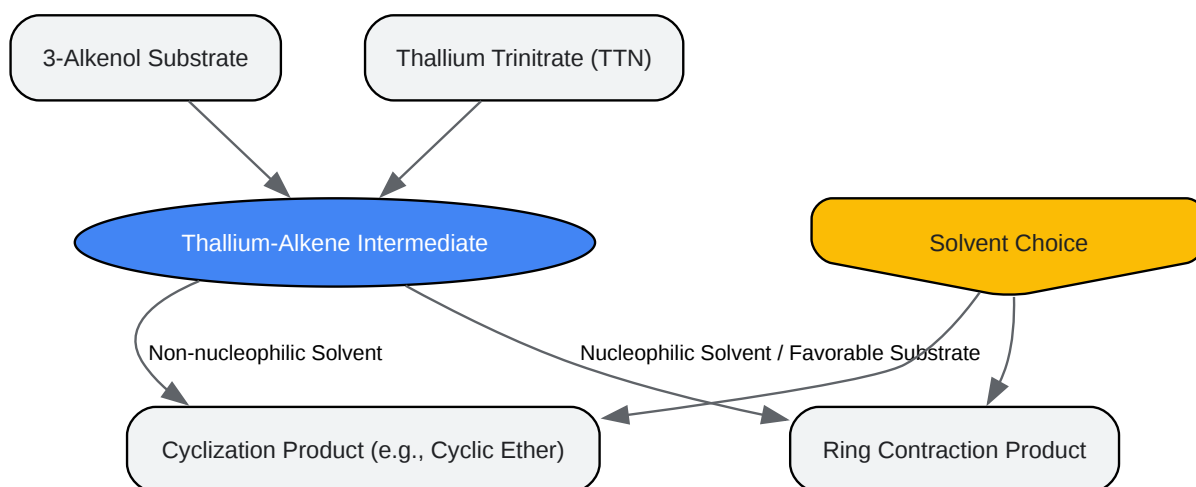 3-Alkenol Substrate
Thallium Trinitrate (TTN)
Thallium-Alkene Intermediate
Solvent Choice
Non-nucleophilic Solvent
Nucleophilic Solvent / Favorable Substrate
Cyclization Product (e.g., Cyclic Ether)
Ring Contraction Product